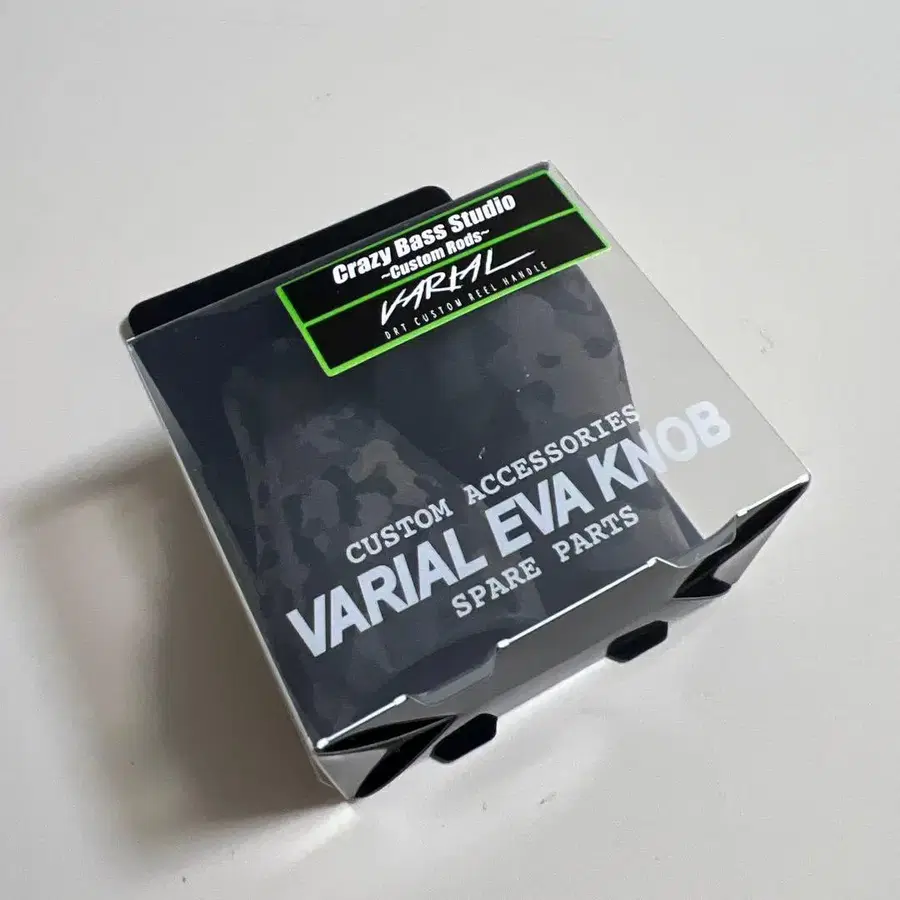 Crazy Bass Studio
~Custom Rods~
VARIAL
DRT CUSTOM REEL HANDLE
CUSTOM ACCESSORIES
VARIAL EVA KNOB
SPARE PARTS